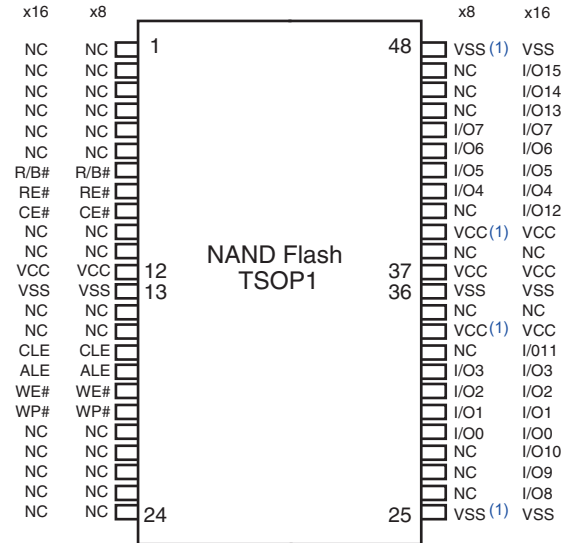 x16 x8 x8 x16
NC NC 1 48 VSS (1) VSS
NC NC NC I/O15
NC NC NC I/O14
NC NC NC I/O13
NC NC I/O7 I/O7
NC NC I/O6 I/O6
R/B# R/B# I/O5 I/O5
RE# RE# I/O4 I/O4
CE# CE# NC I/O12
NC NC VCC (1) VCC
NC NC NAND Flash NC NC
VCC VCC 12 TSOP1 37 VCC VCC
VSS VSS 13 36 VSS VSS
NC NC NC NC
NC NC VCC (1) VCC
CLE CLE NC I/011
ALE ALE I/O3 I/O3
WE# WE# I/O2 I/O2
WP# WP# I/O1 I/O1
NC NC I/O0 I/O0
NC NC NC I/O10
NC NC NC I/O9
NC NC NC I/O8
NC NC 24 25 VSS (1) VSS